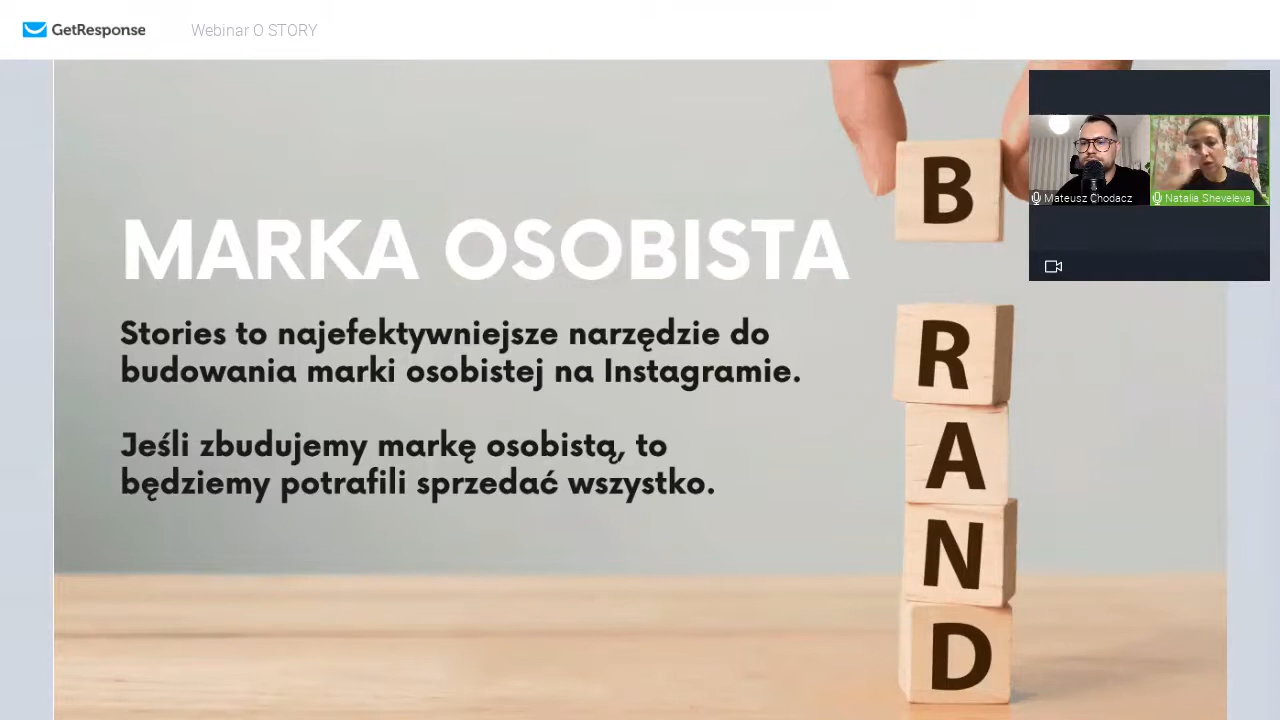 GetResponse
Webinar O STORY
MARKA OSOBISTA
Stories to najefektywniejsze narzędzie do
budowania marki osobistej na Instagramie.
Jeśli zbudujemy markę osobistą, to
będziemy potrafili sprzedać wszystko.
B
R
A
N
D
Mateusz Chodacz
Natalia Sheveleva